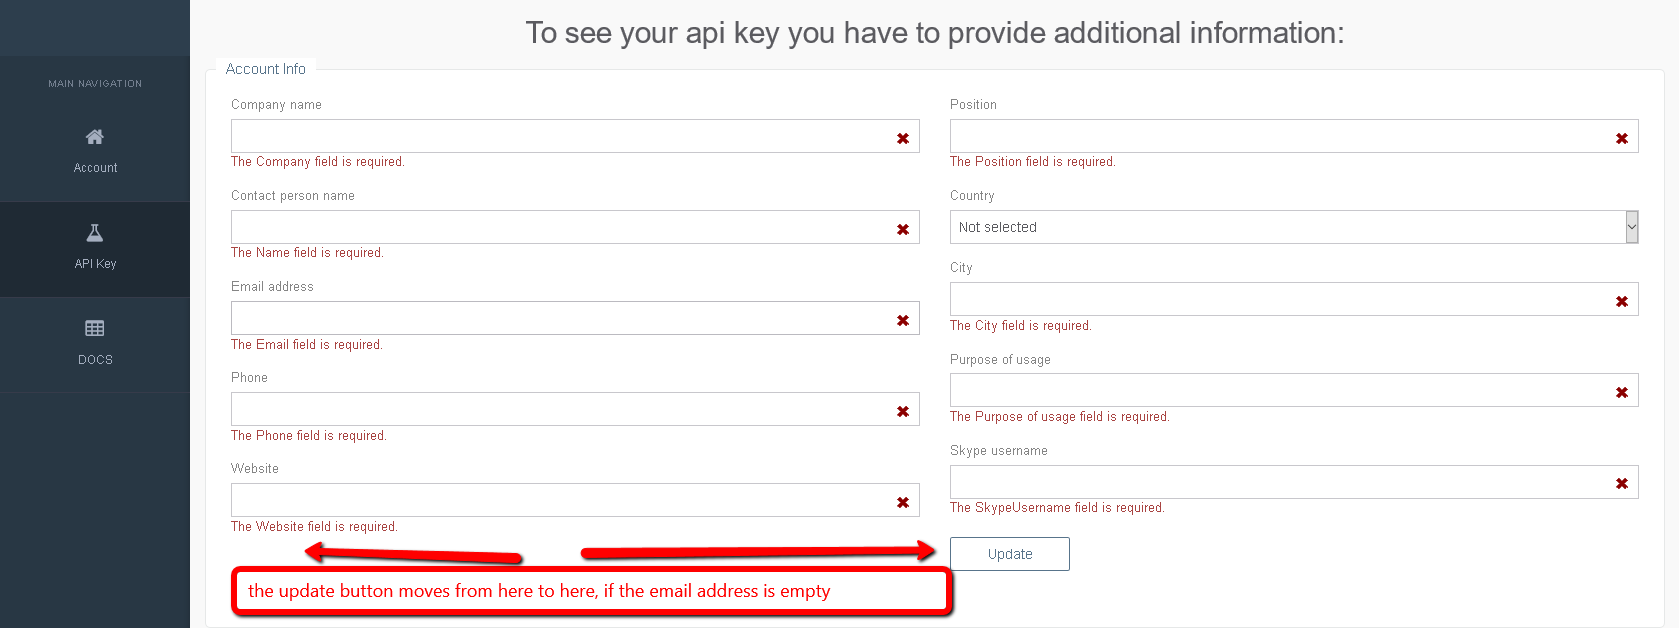 To see your api key you have to provide additional information:
MAIN NAVIGATION
Account
API Key
DOCS
Account Info
Company name
The Company field is required.
Contact person name
The Name field is required.
Email address
The Email field is required.
Phone
The Phone field is required.
Website
The Website field is required.
Position
The Position field is required.
Country
Not selected
City
The City field is required.
Purpose of usage
The Purpose of usage field is required.
Skype username
The SkypeUsername field is required.
Update
the update button moves from here to here, if the email address is empty